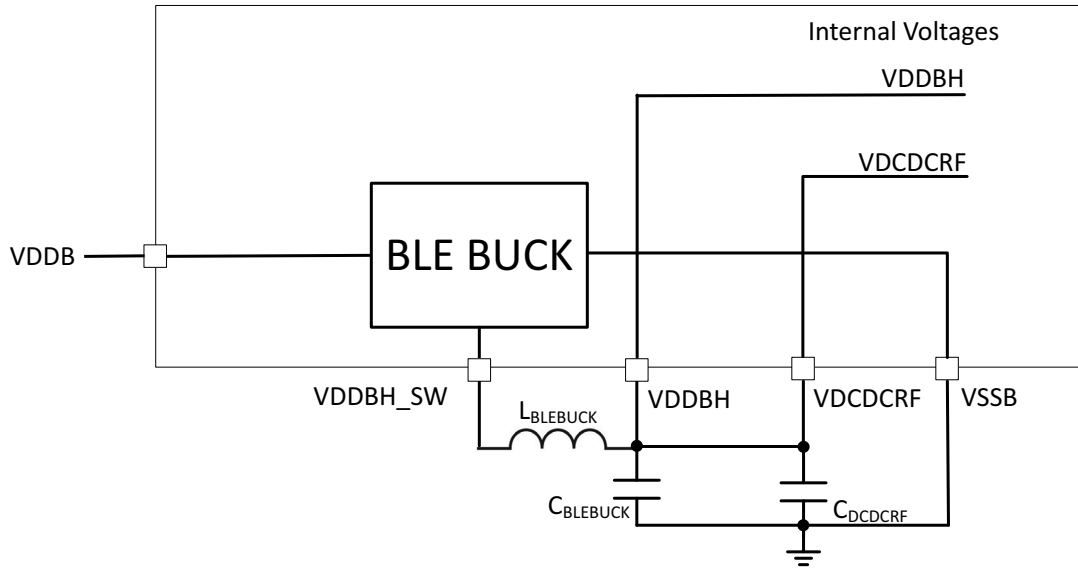 Internal Voltages
VDDBH
VDCDCRF
VDDB
BLE BUCK
VDDBH_SW
VDDBH
VDCDCRF
VSSB
LBLEBUCK
CBLEBUCK
CDCDCRF